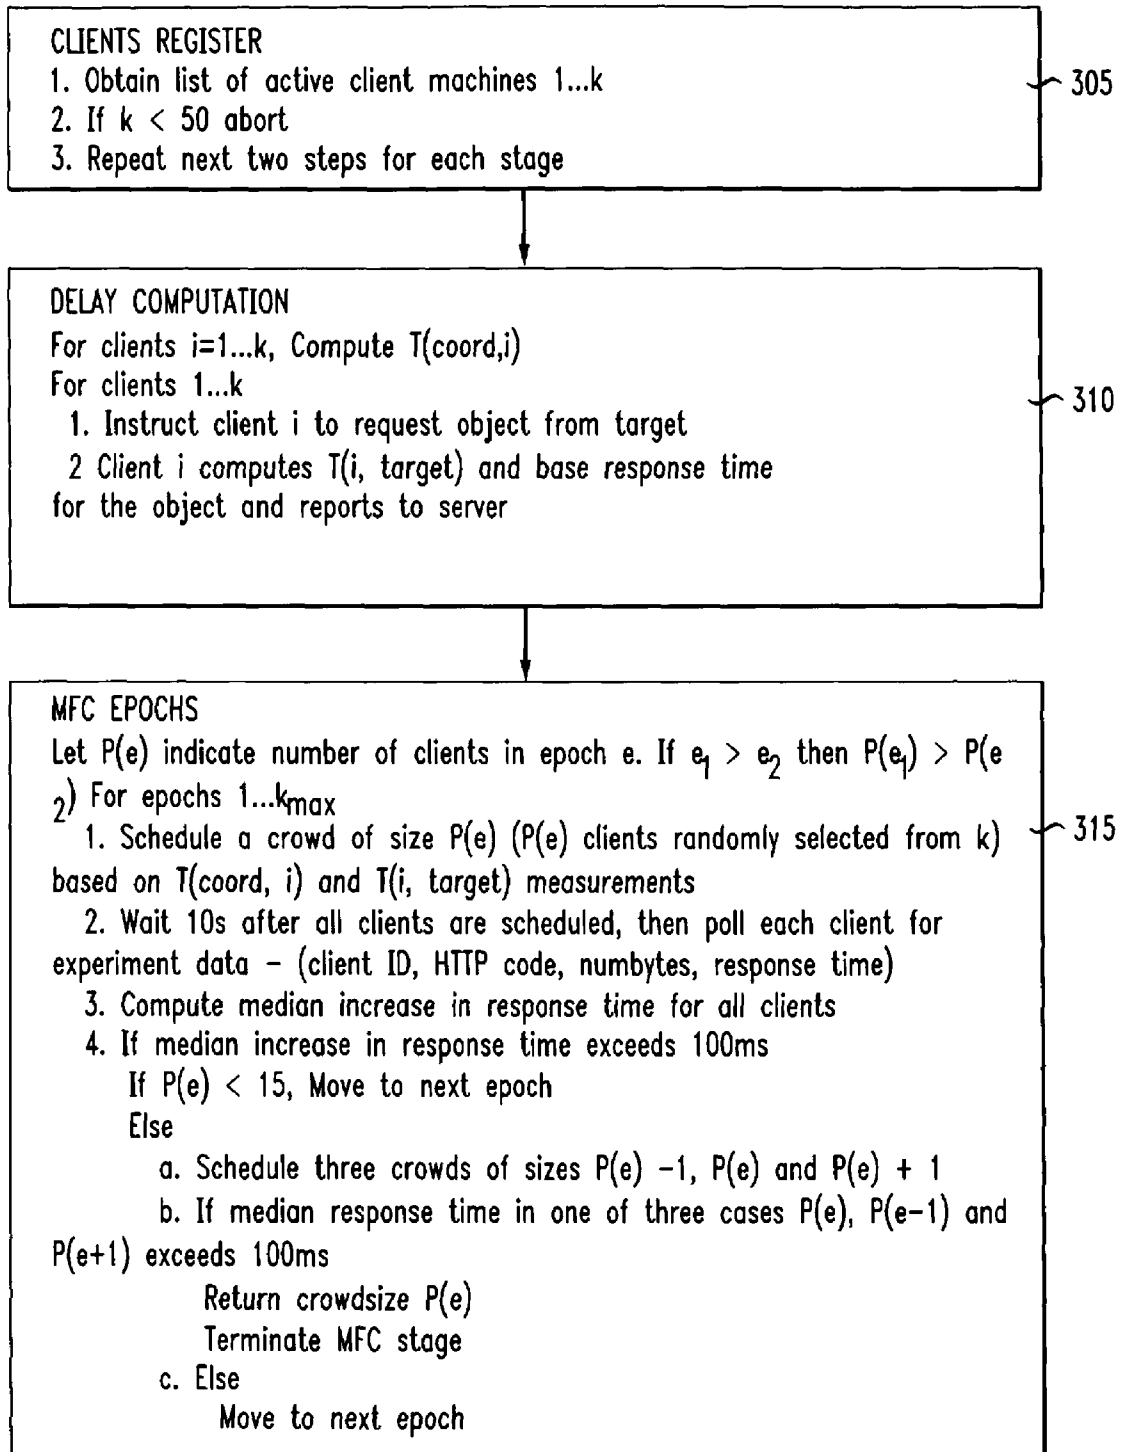 CLIENTS REGISTER
1. Obtain list of active client machines 1...k
2. If k < 50 abort
3. Repeat next two steps for each stage
305
DELAY COMPUTATION
For clients i=1...k, Compute T(coord,i)
For clients 1...k
1. Instruct client i to request object from target
2 Client i computes T(i, target) and base response time
for the object and reports to server
310
MFC EPOCHS
Let P(e) indicate number of clients in epoch e. If e1 > e2 then P(e1) > P(e
2) For epochs 1...kmax
1. Schedule a crowd of size P(e) (P(e) clients randomly selected from k)
based on T(coord, i) and T(i, target) measurements
2. Wait 10s after all clients are scheduled, then poll each client for
experiment data – (client ID, HTTP code, numbytes, response time)
3. Compute median increase in response time for all clients
4. If median increase in response time exceeds 100ms
If P(e) < 15, Move to next epoch
Else
a. Schedule three crowds of sizes P(e) -1, P(e) and P(e) + 1
b. If median response time in one of three cases P(e), P(e-1) and
P(e+1) exceeds 100ms
Return crowdsize P(e)
Terminate MFC stage
c. Else
Move to next epoch
315